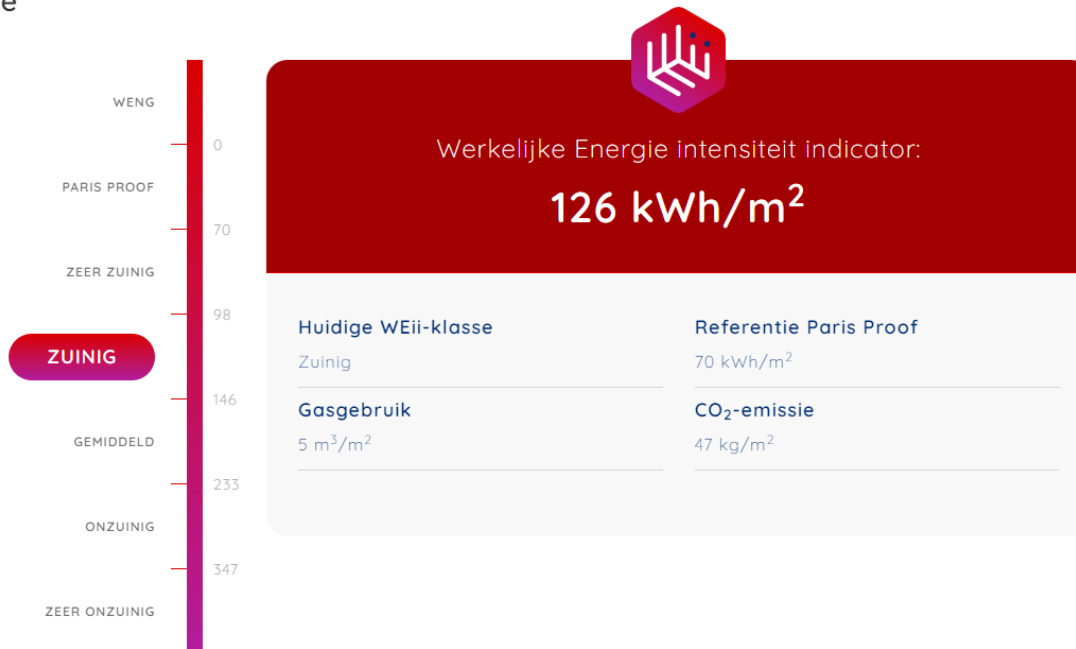 e
WENG
0
PARIS PROOF
70
ZEER ZUINIG
98
ZUINIG
146
GEMIDDELD
233
ONZUINIG
347
ZEER ONZUINIG
Werkelijke Energie intensiteit indicator:
126 kWh/m²
Huidige WEii-klasse
Zuinig
Referentie Paris Proof
70 kWh/m²
Gasgebruik
5 m³/m²
CO₂-emissie
47 kg/m²